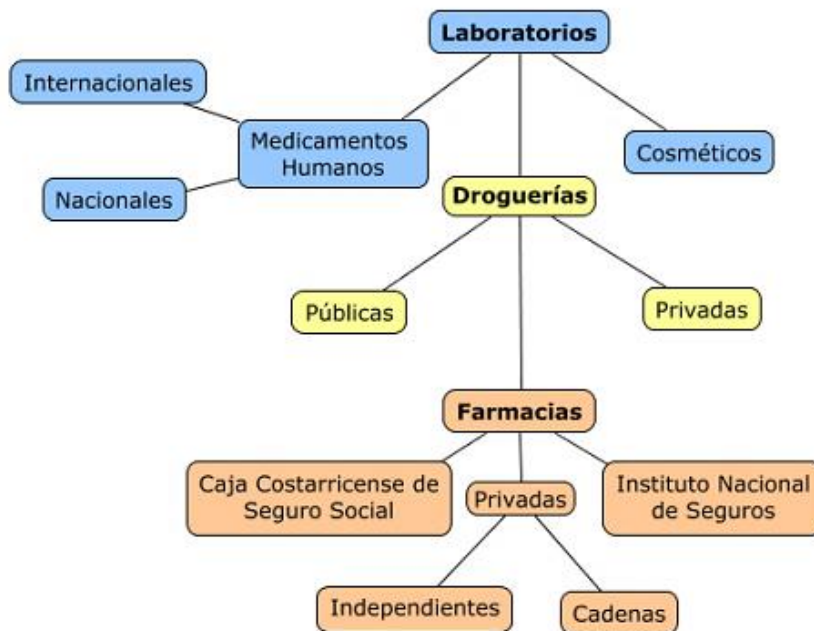 Laboratorios
Internacionales
Medicamentos
Humanos
Cosméticos
Nacionales
Droguerías
Públicas
Privadas
Farmacias
Caja Costarricense de
Seguro Social
Privadas
Instituto Nacional
de Seguros
Independientes
Cadenas